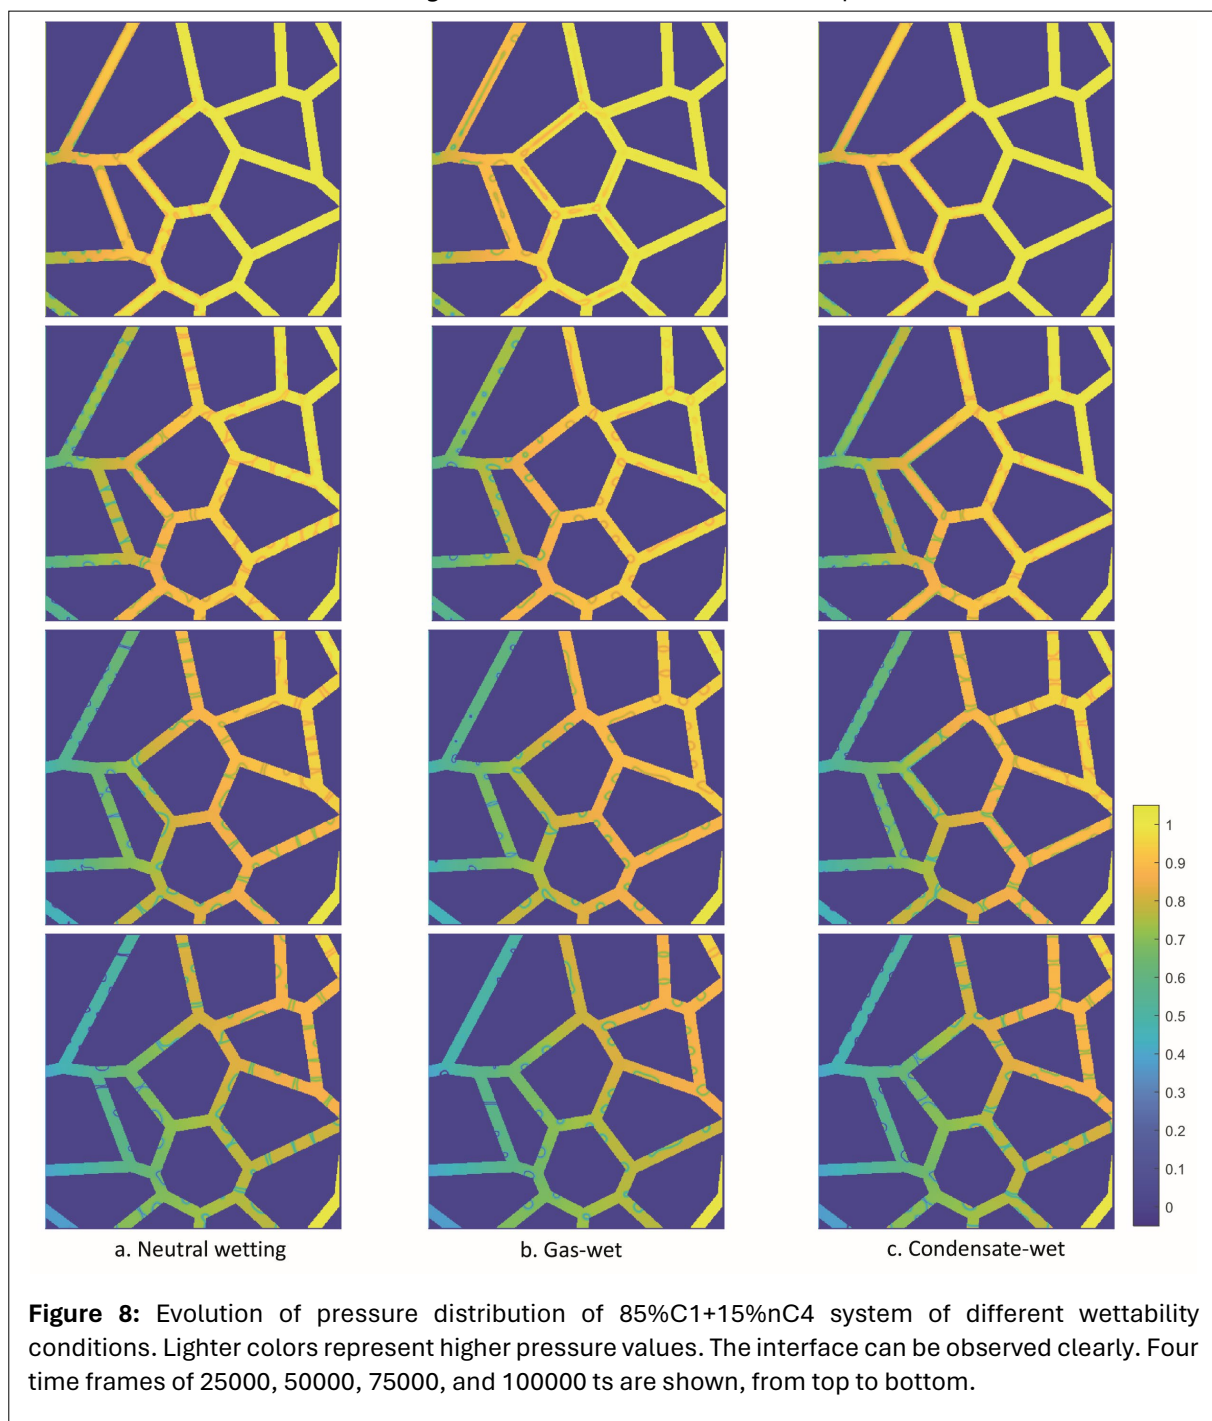 1
0.9
0.8
0.7
0.6
0.5
0.4
0.3
0.2
0.1
0
a. Neutral wetting
b. Gas-wet
c. Condensate-wet
Figure 8: Evolution of pressure distribution of 85%C1+15%nC4 system of different wettability
conditions. Lighter colors represent higher pressure values. The interface can be observed clearly. Four
time frames of 25000, 50000, 75000, and 100000 ts are shown, from top to bottom.